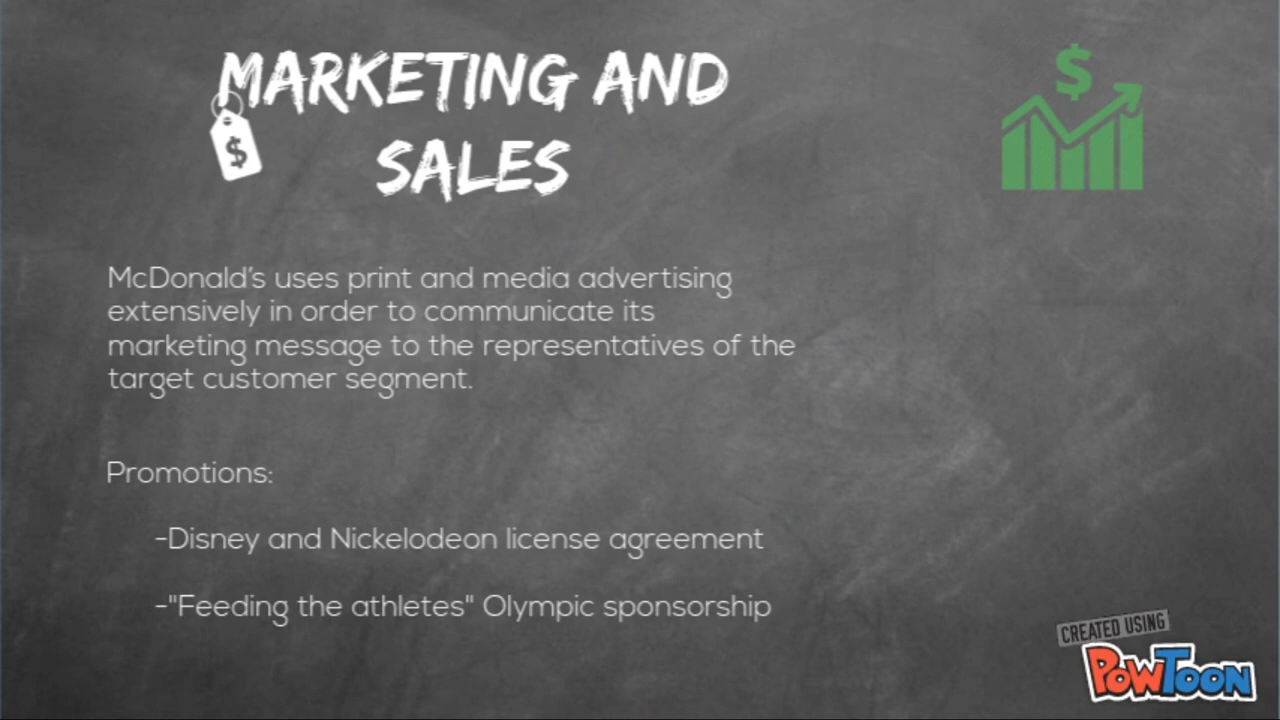 MARKETING AND
SALES
$
$
McDonald's uses print and media advertising
extensively in order to communicate its
marketing message to the representatives of the
target customer segment.
Promotions:
-Disney and Nickelodeon license agreement
-"Feeding the athletes" Olympic sponsorship
CREATED USING
POWTOON